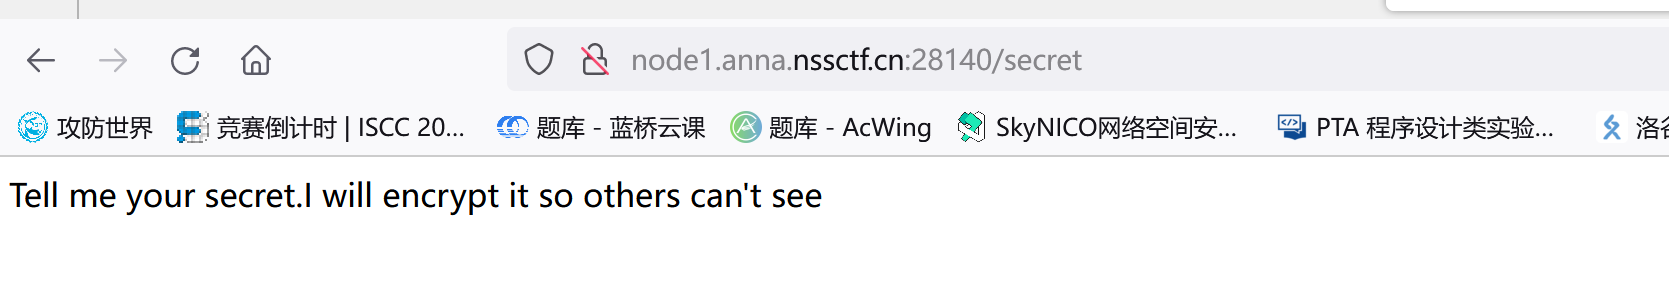 node1.anna.nssctf.cn:28140/secret
攻防世界 竞赛倒计时 | ISCC 20... 题库 - 蓝桥云课 题库 - AcWing SkyNICO网络空间安... PTA 程序设计类实验... 洛
Tell me your secret.I will encrypt it so others can't see